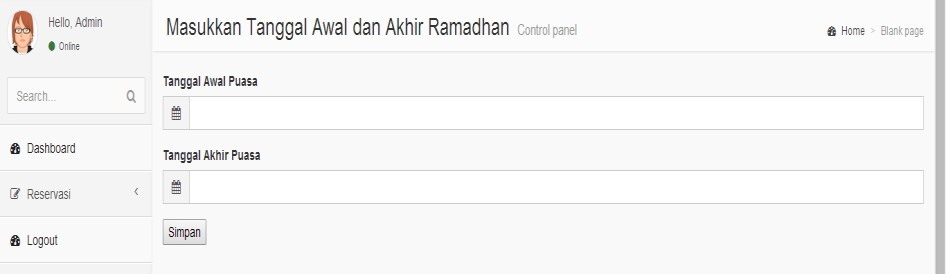 Hello, Admin
Online
Search...
Dashboard
Reservasi
Logout
Masukkan Tanggal Awal dan Akhir Ramadhan Control panel
Home > Blank page
Tanggal Awal Puasa
Tanggal Akhir Puasa
Simpan